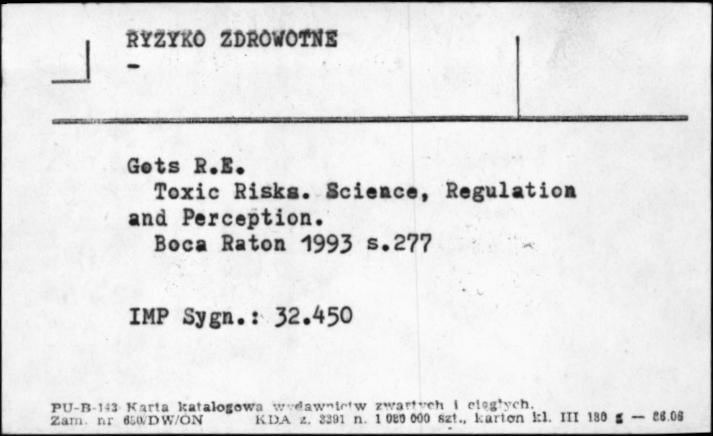 RYZYKO ZDROWOTNE
-
Gots R.E.
Toxic Risks. Science, Regulation
and Perception.
Boca Raton 1993 s.277
IMP Sygn.: 32.450
PU-B-143 Karta katalogowa wydawnictw zwartych i ciągłych.
Zam. nr 650/DW/ON KDA z. 3291 n. 1 080 000 szt., karton kl. III 180 g — 86.06